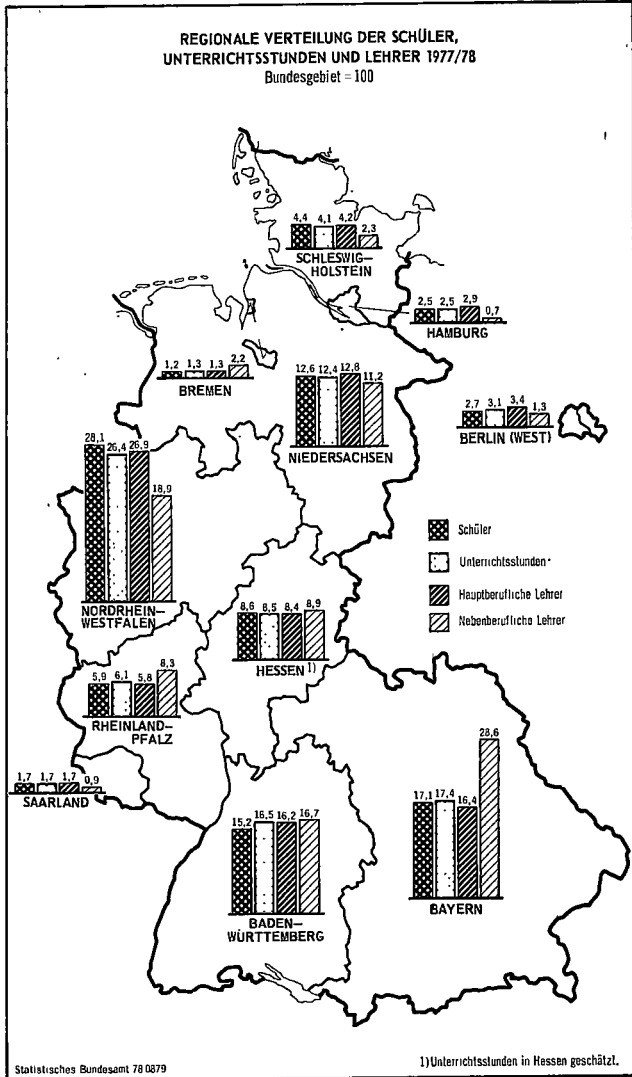 REGIONALE VERTEILUNG DER SCHÜLER,
UNTERRICHTSSTUNDEN UND LEHRER 1977/78
Bundesgebiet = 100
4,4 4,1 4,2 2,3
SCHLESWIG-
HOLSTEIN
2,5 2,5 2,9 0,7
HAMBURG
1,2 1,3 1,3 2,2
BREMEN
12,6 12,4 12,8 11,2
NIEDERSACHSEN
2,7 3,1 3,4 1,3
BERLIN (WEST)
28,1 26,4 26,9 18,9
NORDRHEIN-
WESTFALEN
Schüler
Unterrichtsstunden
Hauptberufliche Lehrer
Nebenberufliche Lehrer
8,6 8,5 8,4 8,9
HESSEN 1)
5,9 6,1 5,8 8,3
RHEINLAND-
PFALZ
1,7 1,7 1,7 0,9
SAARLAND
15,2 16,5 16,2 16,7
BADEN-
WÜRTTEMBERG
17,1 17,4 16,4 28,6
BAYERN
Statistisches Bundesamt 78 0879
1) Unterrichtsstunden in Hessen geschätzt.